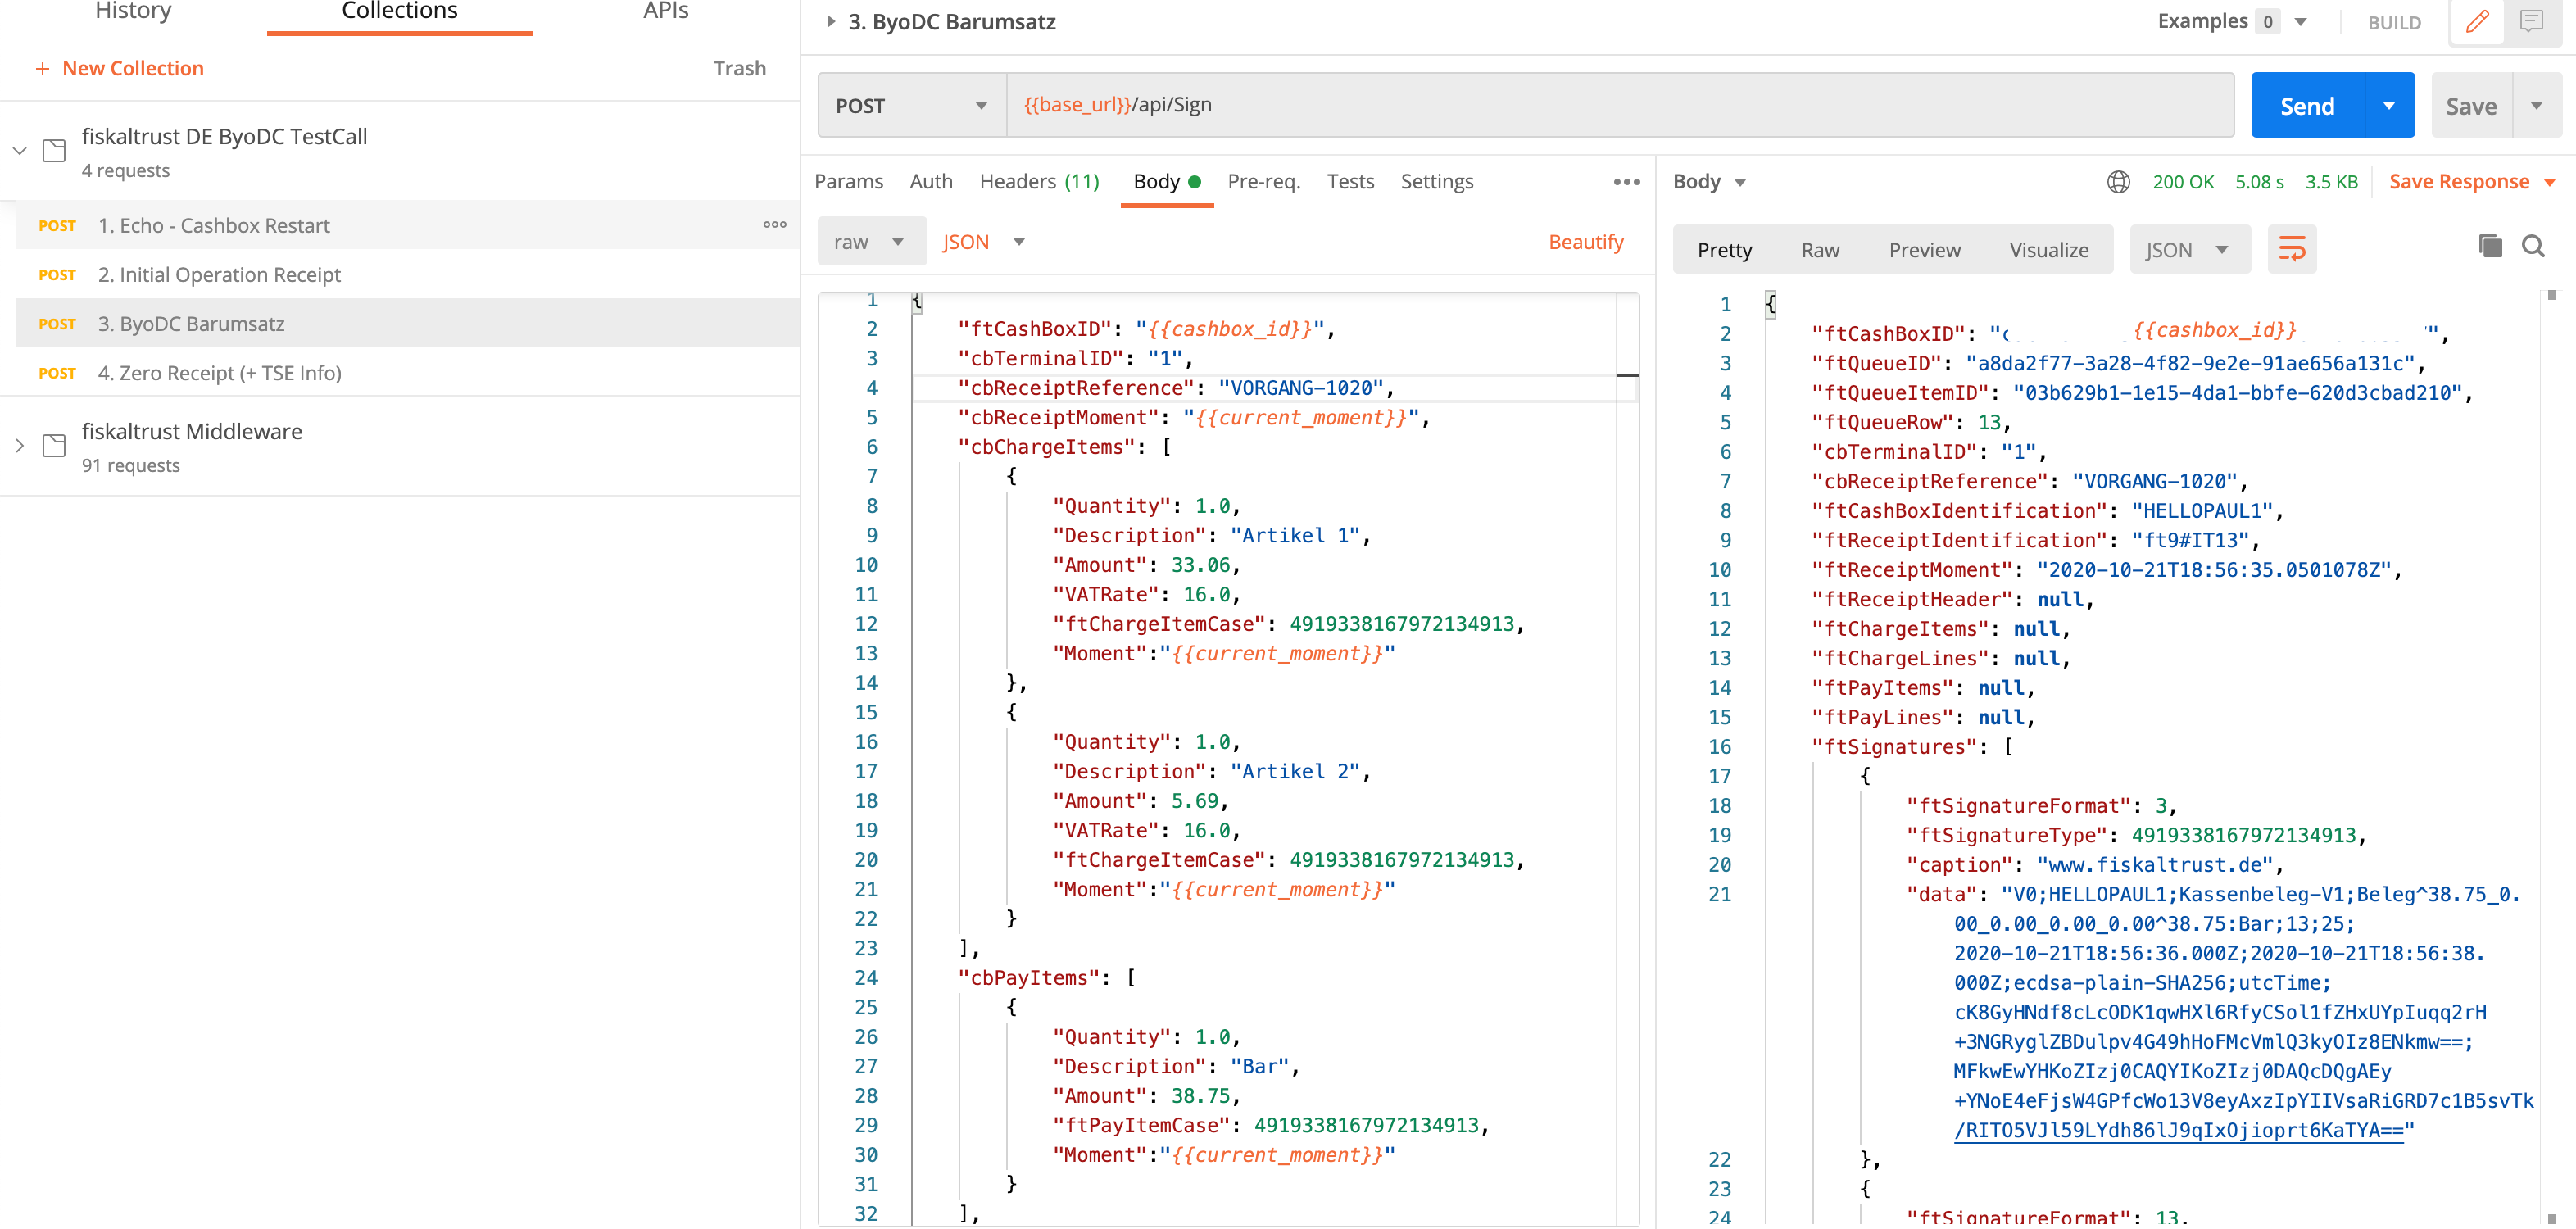 History
Collections
APIs
+ New Collection
Trash
fiskaltrust DE ByoDC TestCall
4 requests
POST 1. Echo - Cashbox Restart
POST 2. Initial Operation Receipt
POST 3. ByoDC Barumsatz
POST 4. Zero Receipt (+ TSE Info)
fiskaltrust Middleware
91 requests
3. ByoDC Barumsatz
Examples 0
BUILD
POST
{{base_url}}/api/Sign
Send
Save
Params Auth Headers (11) Body Pre-req. Tests Settings
raw JSON
Beautify
1 {
2 "ftCashBoxID": "{{cashbox_id}}",
3 "cbTerminalID": "1",
4 "cbReceiptReference": "VORGANG-1020",
5 "cbReceiptMoment": "{{current_moment}}",
6 "cbChargeItems": [
7 {
8 "Quantity": 1.0,
9 "Description": "Artikel 1",
10 "Amount": 33.06,
11 "VATRate": 16.0,
12 "ftChargeItemCase": 4919338167972134913,
13 "Moment":"{{current_moment}}"
14 },
15 {
16 "Quantity": 1.0,
17 "Description": "Artikel 2",
18 "Amount": 5.69,
19 "VATRate": 16.0,
20 "ftChargeItemCase": 4919338167972134913,
21 "Moment":"{{current_moment}}"
22 }
23 ],
24 "cbPayItems": [
25 {
26 "Quantity": 1.0,
27 "Description": "Bar",
28 "Amount": 38.75,
29 "ftPayItemCase": 4919338167972134913,
30 "Moment":"{{current_moment}}"
31 }
32 ],
Body
200 OK 5.08 s 3.5 KB Save Response
Pretty Raw Preview Visualize JSON
1 {
2 "ftCashBoxID": "c {{cashbox_id}} ",
3 "ftQueueID": "a8da2f77-3a28-4f82-9e2e-91ae656a131c",
4 "ftQueueItemID": "03b629b1-1e15-4da1-bbfe-620d3cbad210",
5 "ftQueueRow": 13,
6 "cbTerminalID": "1",
7 "cbReceiptReference": "VORGANG-1020",
8 "ftCashBoxIdentification": "HELLOPAUL1",
9 "ftReceiptIdentification": "ft9#IT13",
10 "ftReceiptMoment": "2020-10-21T18:56:35.0501078Z",
11 "ftReceiptHeader": null,
12 "ftChargeItems": null,
13 "ftChargeLines": null,
14 "ftPayItems": null,
15 "ftPayLines": null,
16 "ftSignatures": [
17 {
18 "ftSignatureFormat": 3,
19 "ftSignatureType": 4919338167972134913,
20 "caption": "www.fiskaltrust.de",
21 "data": "V0;HELLOPAUL1;Kassenbeleg-V1;Beleg^38.75_0.
00_0.00_0.00_0.00^38.75:Bar;13;25;
2020-10-21T18:56:36.000Z;2020-10-21T18:56:38.
000Z;ecdsa-plain-SHA256;utcTime;
cK8GyHNdf8cLcODK1qwHXl6RfyCSol1fZHxUYpIuqq2rH
+3NGRyglZBDulpv4G49hHoFMcVmlQ3kyOIz8ENkmw==;
MFkwEwYHKoZIzj0CAQYIKoZIzj0DAQcDQgAEy
+YNoE4eFjsW4GPfcWo13V8eyAxzIpYIIVsaRiGRD7c1B5svTk
/RITO5VJl59LYdh86lJ9qIxOjioprt6KaTYA=="
22 },
23 {
24 "ftSignatureFormat": 13,